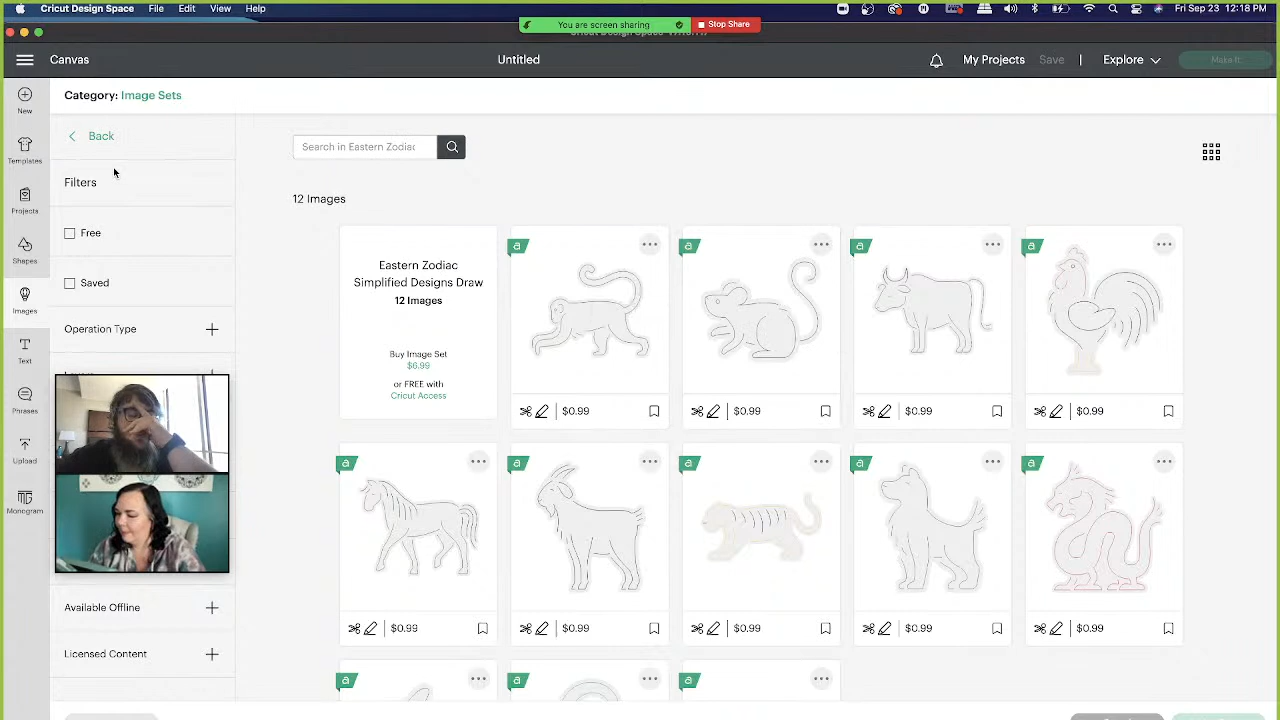 Cricut Design Space File Edit View Help
Fri Sep 23 12:18 PM
You are screen sharing
Stop Share
Canvas
Untitled
My Projects Save | Explore
Make It
New
Templates
Projects
Shapes
Images
Text
Phrases
Upload
Monogram
Category: Image Sets
Back
Filters
Free
Saved
Operation Type
Available Offline
Licensed Content
Search in Eastern Zodiac
12 Images
Eastern Zodiac
Simplified Designs Draw
12 Images
Buy Image Set
$6.99
or FREE with
Cricut Access
a
a
a
a
$0.99
$0.99
$0.99
$0.99
a
a
a
a
a
$0.99
$0.99
$0.99
$0.99
$0.99
a
a
a